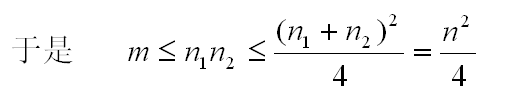 于是 m ≤ n₁n₂ ≤ (n₁ + n₂)²/4 = n²/4